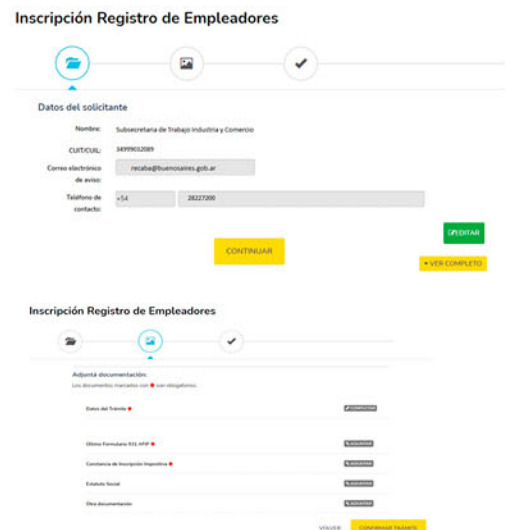 Inscripción Registro de Empleadores
Datos del solicitante
Nombre: Subsecretaria de Trabajo Industria y Comercio
CUIT/CUIL: 34999032089
Correo electrónico de aviso: recaba@buenosaires.gob.ar
Teléfono de contacto: +54 28227200
EDITAR
CONTINUAR
VER COMPLETO
Inscripción Registro de Empleadores
Adjuntá documentación:
Los documentos marcados con son obligatorios.
Datos del Trámite COMPLETAR
Último Formulario 931 AFIP ADJUNTAR
Constancia de Inscripción Impositiva ADJUNTAR
Estatuto Social ADJUNTAR
Otra documentación ADJUNTAR
VOLVER CONFIRMAR TRÁMITE